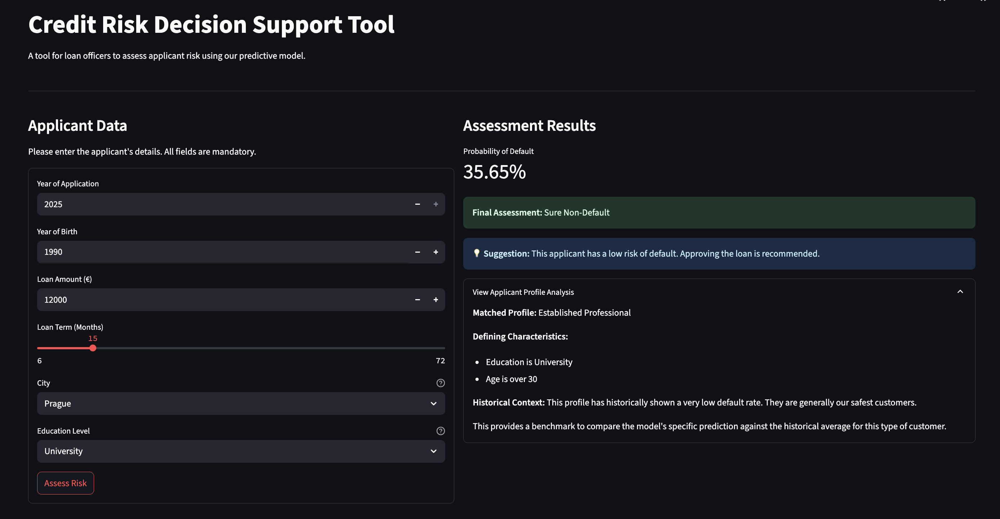 Credit Risk Decision Support Tool
A tool for loan officers to assess applicant risk using our predictive model.
Applicant Data
Please enter the applicant's details. All fields are mandatory.
Year of Application
2025
Year of Birth
1990
Loan Amount (€)
12000
Loan Term (Months)
15
6
72
City
Prague
Education Level
University
Assess Risk
Assessment Results
Probability of Default
35.65%
Final Assessment: Sure Non-Default
💡 Suggestion: This applicant has a low risk of default. Approving the loan is recommended.
View Applicant Profile Analysis
Matched Profile: Established Professional
Defining Characteristics:
• Education is University
• Age is over 30
Historical Context: This profile has historically shown a very low default rate. They are generally our safest customers.
This provides a benchmark to compare the model's specific prediction against the historical average for this type of customer.